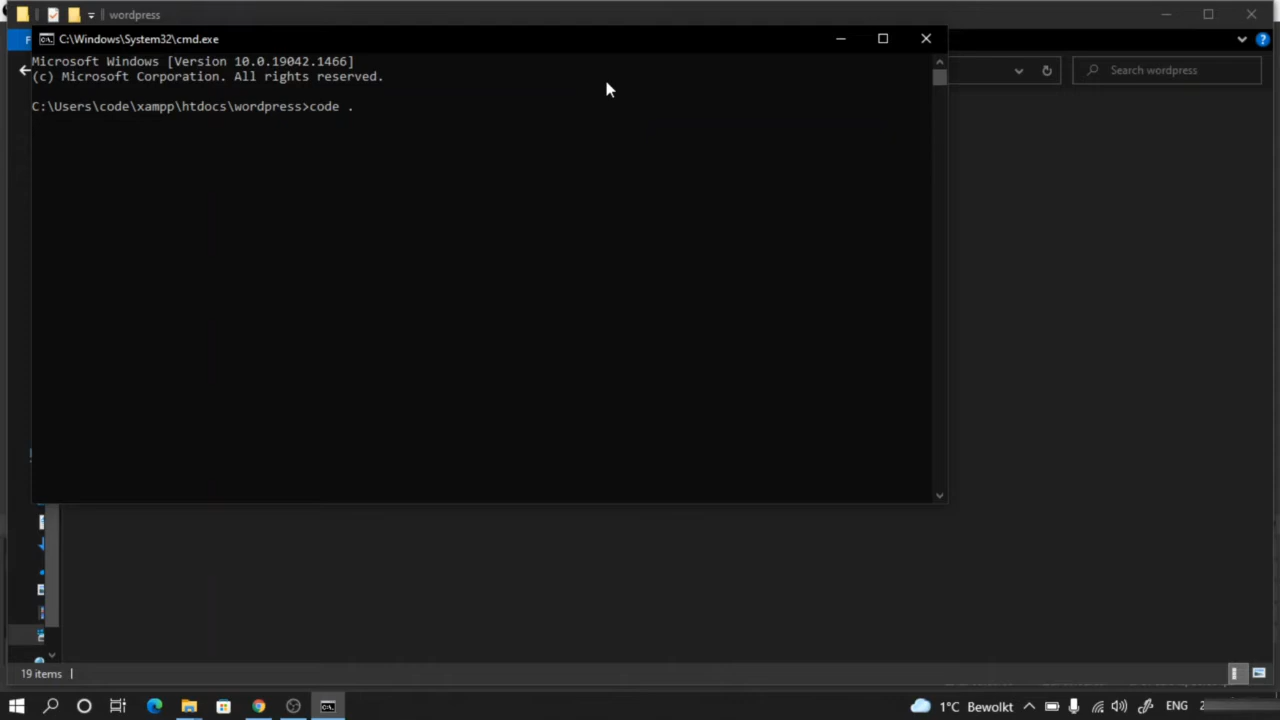 wordpress
F
C:\Windows\System32\cmd.exe
Microsoft Windows [Version 10.0.19042.1466]
(c) Microsoft Corporation. All rights reserved.
Search wordpress
C:\Users\code\xampp\htdocs\wordpress>code .
19 items
1°C Bewolkt
ENG